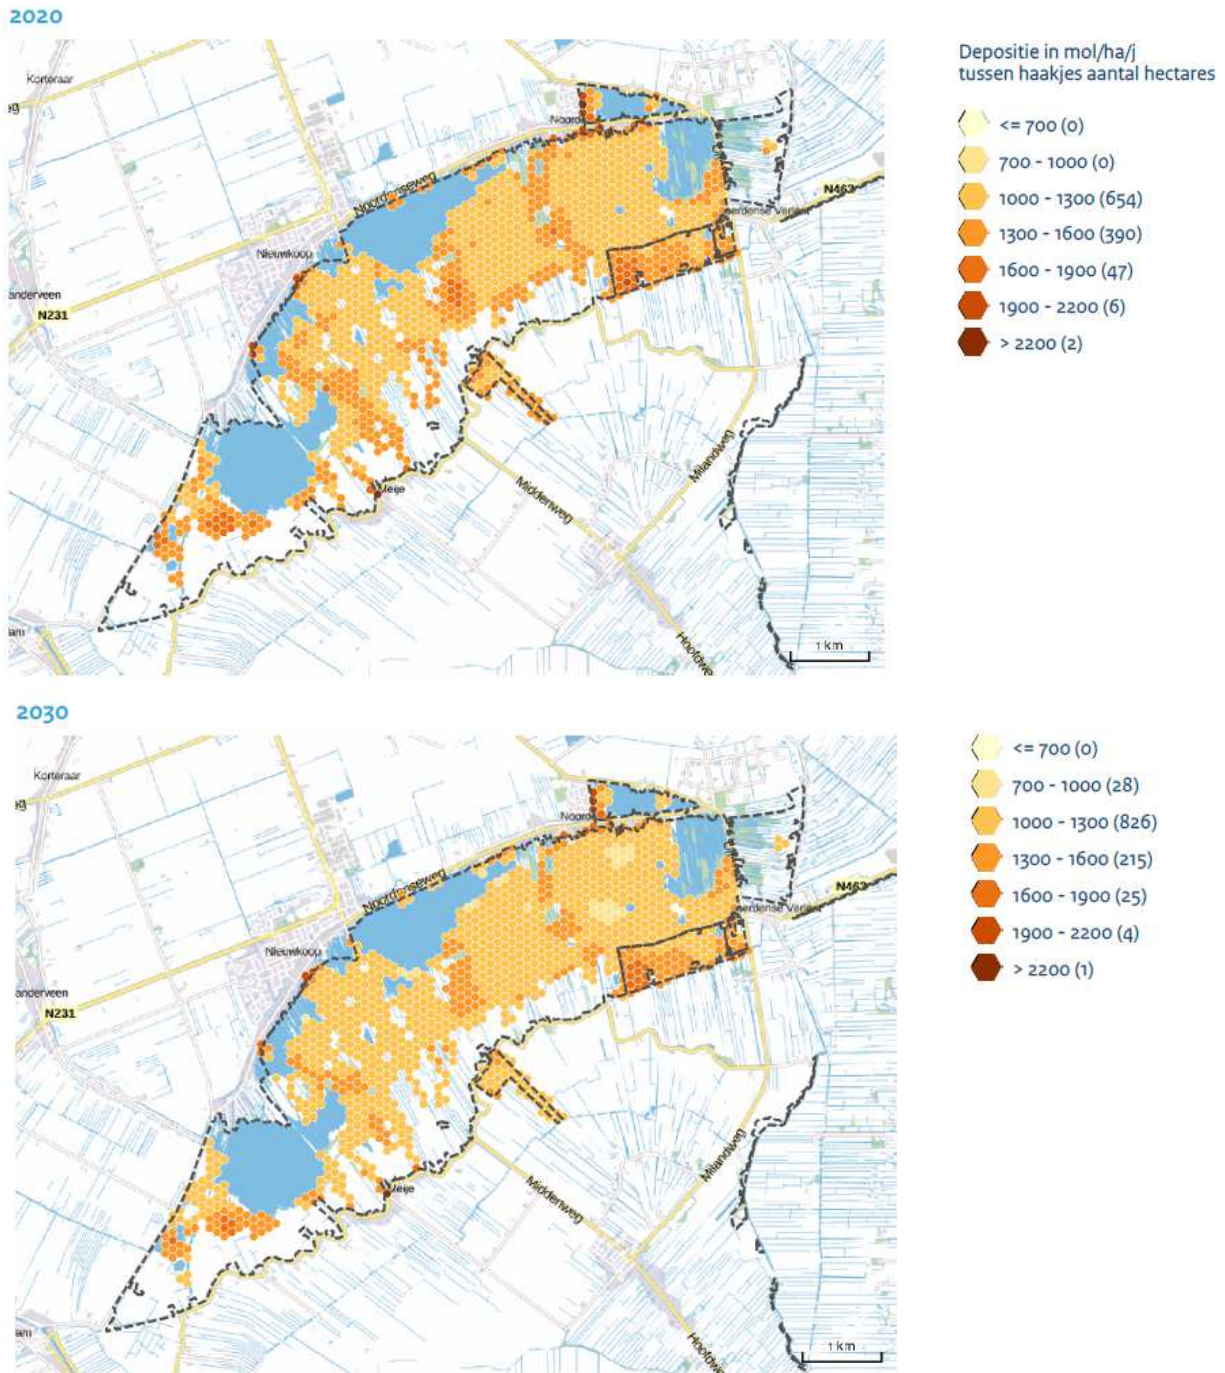 2020
Depositie in mol/ha/j
tussen haakjes aantal hectares
<= 700 (0)
700 - 1000 (0)
1000 - 1300 (654)
1300 - 1600 (390)
1600 - 1900 (47)
1900 - 2200 (6)
> 2200 (2)
Korteraar
Noordenseweg
N463
Nieuwkoop
anderveen
N231
Meije
Middenweg
Milandweg
1 km
2030
<= 700 (0)
700 - 1000 (28)
1000 - 1300 (826)
1300 - 1600 (215)
1600 - 1900 (25)
1900 - 2200 (4)
> 2200 (1)
Korteraar
Noordenseweg
N463
Nieuwkoop
anderveen
N231
Middenweg
Milandweg
1 km